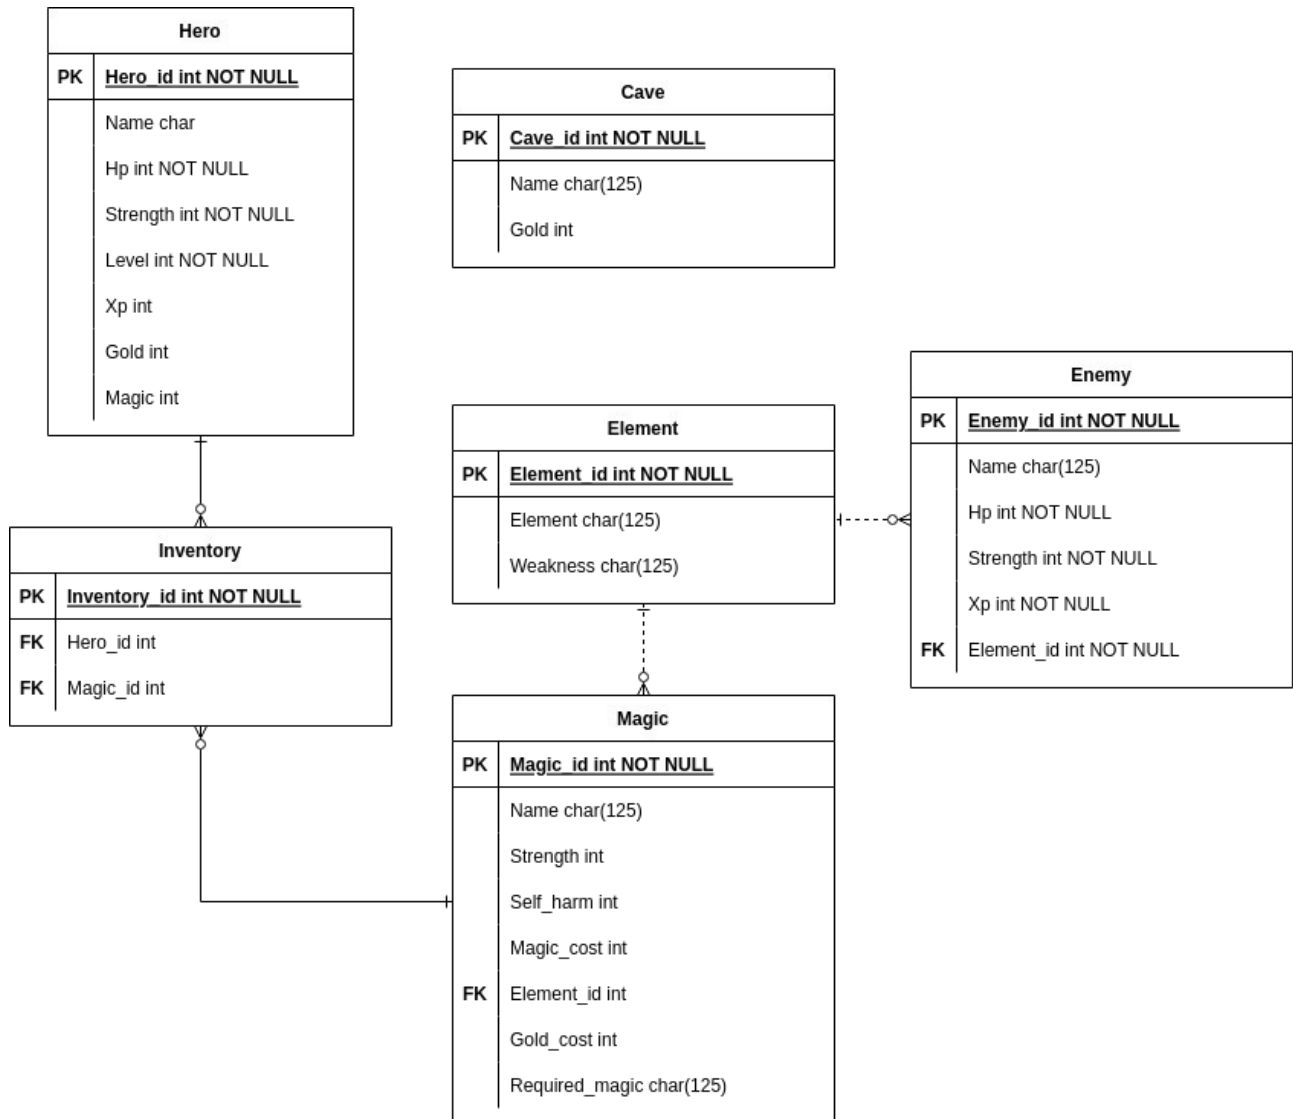 Hero
PK Hero_id int NOT NULL
Name char
Hp int NOT NULL
Strength int NOT NULL
Level int NOT NULL
Xp int
Gold int
Magic int
Cave
PK Cave_id int NOT NULL
Name char(125)
Gold int
Enemy
PK Enemy_id int NOT NULL
Name char(125)
Hp int NOT NULL
Strength int NOT NULL
Xp int NOT NULL
FK Element_id int NOT NULL
Element
PK Element_id int NOT NULL
Element char(125)
Weakness char(125)
Inventory
PK Inventory_id int NOT NULL
FK Hero_id int
FK Magic_id int
Magic
PK Magic_id int NOT NULL
Name char(125)
Strength int
Self_harm int
Magic_cost int
FK Element_id int
Gold_cost int
Required_magic char(125)